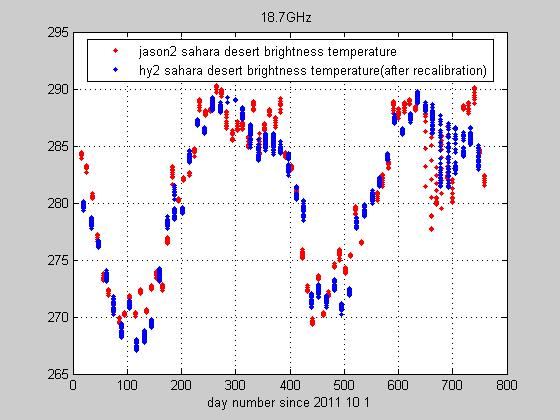 18.7GHz
jason2 sahara desert brightness temperature
hy2 sahara desert brightness temperature(after recalibration)
295
290
285
280
275
270
265
0 100 200 300 400 500 600 700 800
day number since 2011 10 1